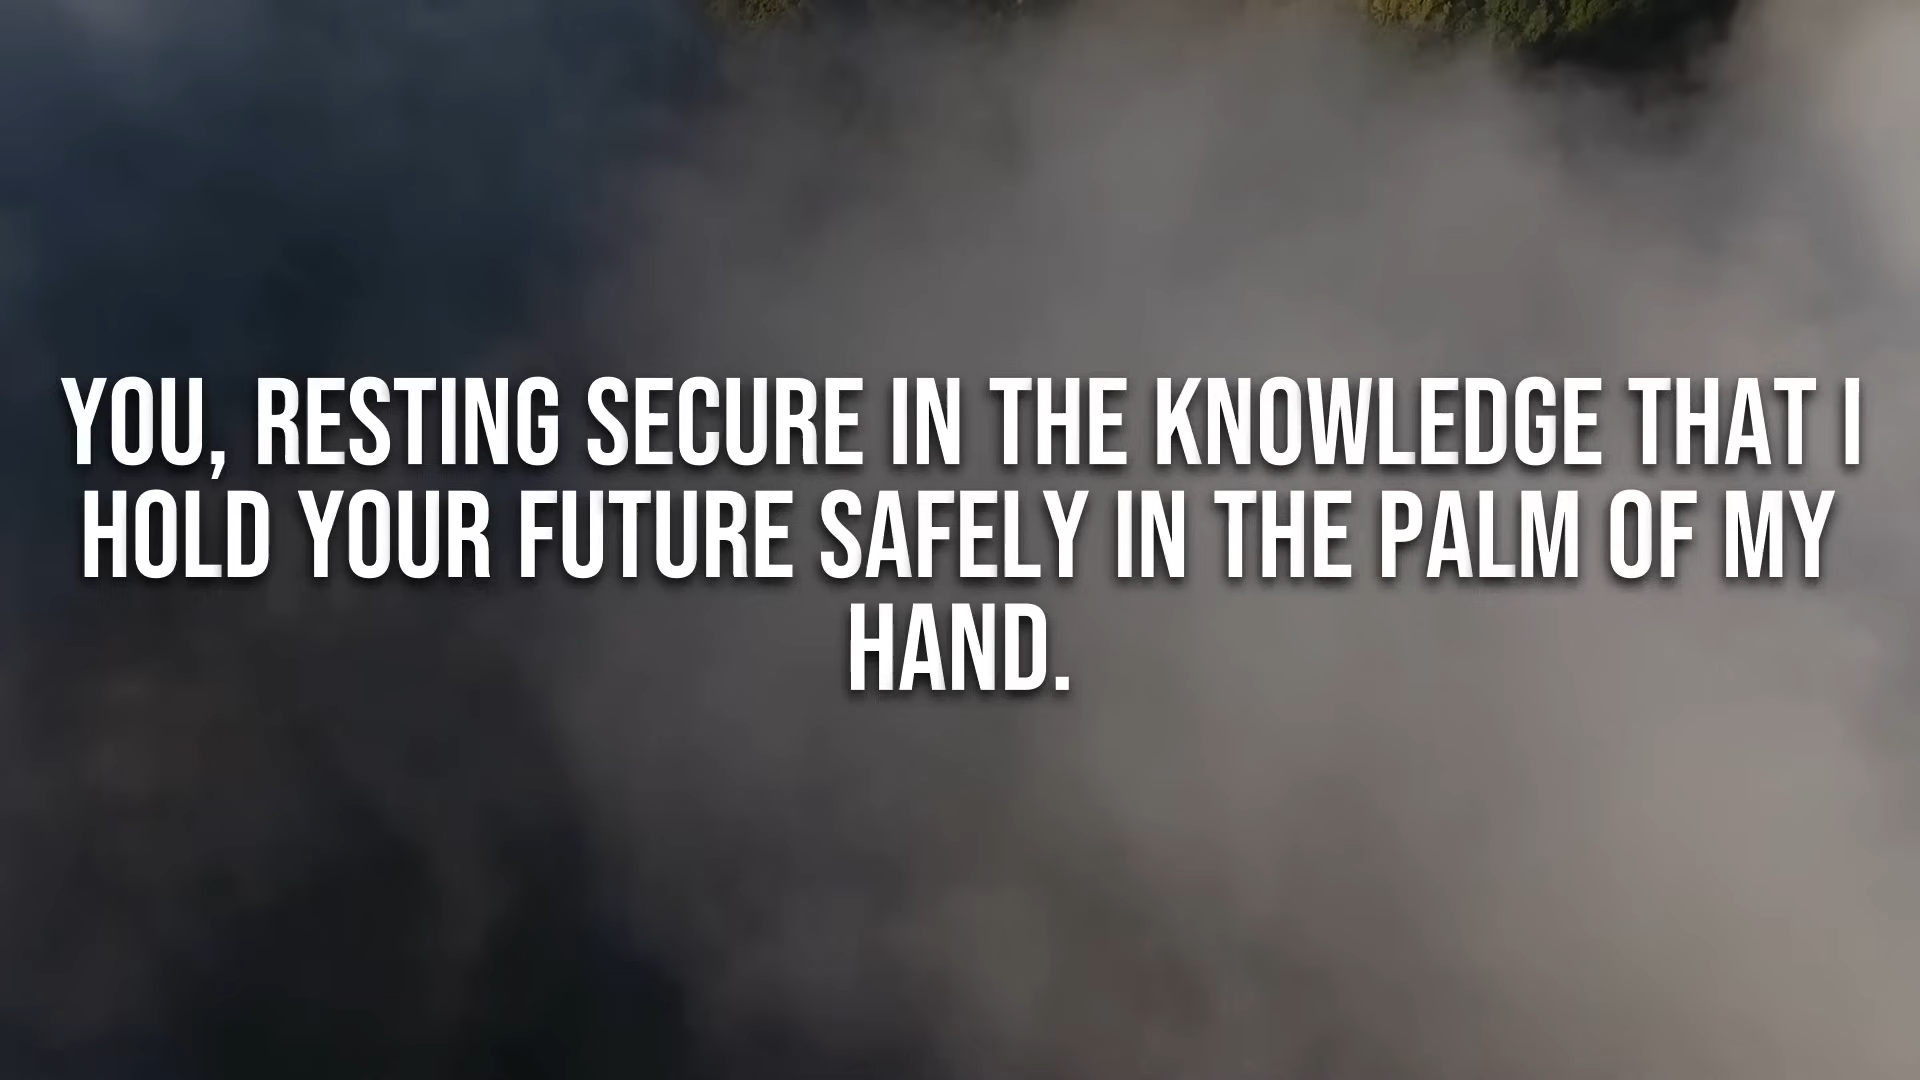 YOU, RESTING SECURE IN THE KNOWLEDGE THAT I
HOLD YOUR FUTURE SAFELY IN THE PALM OF MY
HAND.